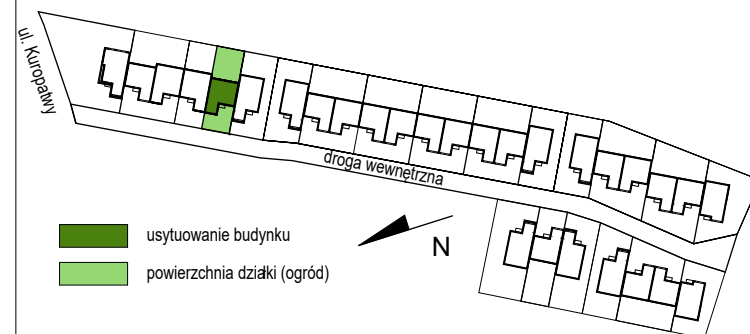 ul. Kuropatwy
droga wewnętrzna
usytuowanie budynku
N
powierzchnia działki (ogród)